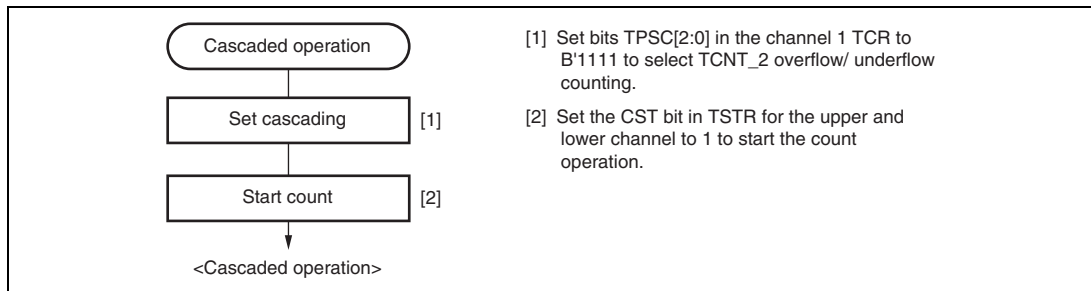 Cascaded operation
Set cascading
[1]
Start count
[2]
<Cascaded operation>
[1] Set bits TPSC[2:0] in the channel 1 TCR to
B'1111 to select TCNT_2 overflow/ underflow
counting.
[2] Set the CST bit in TSTR for the upper and
lower channel to 1 to start the count
operation.